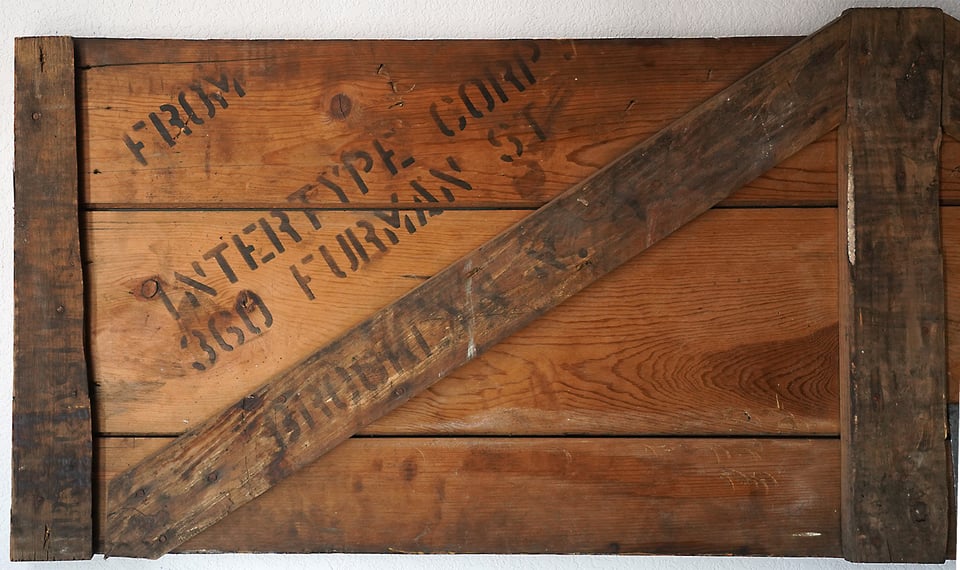 FROM
INTERTYPE CORP.
360 FURMAN ST
BROOKLYN